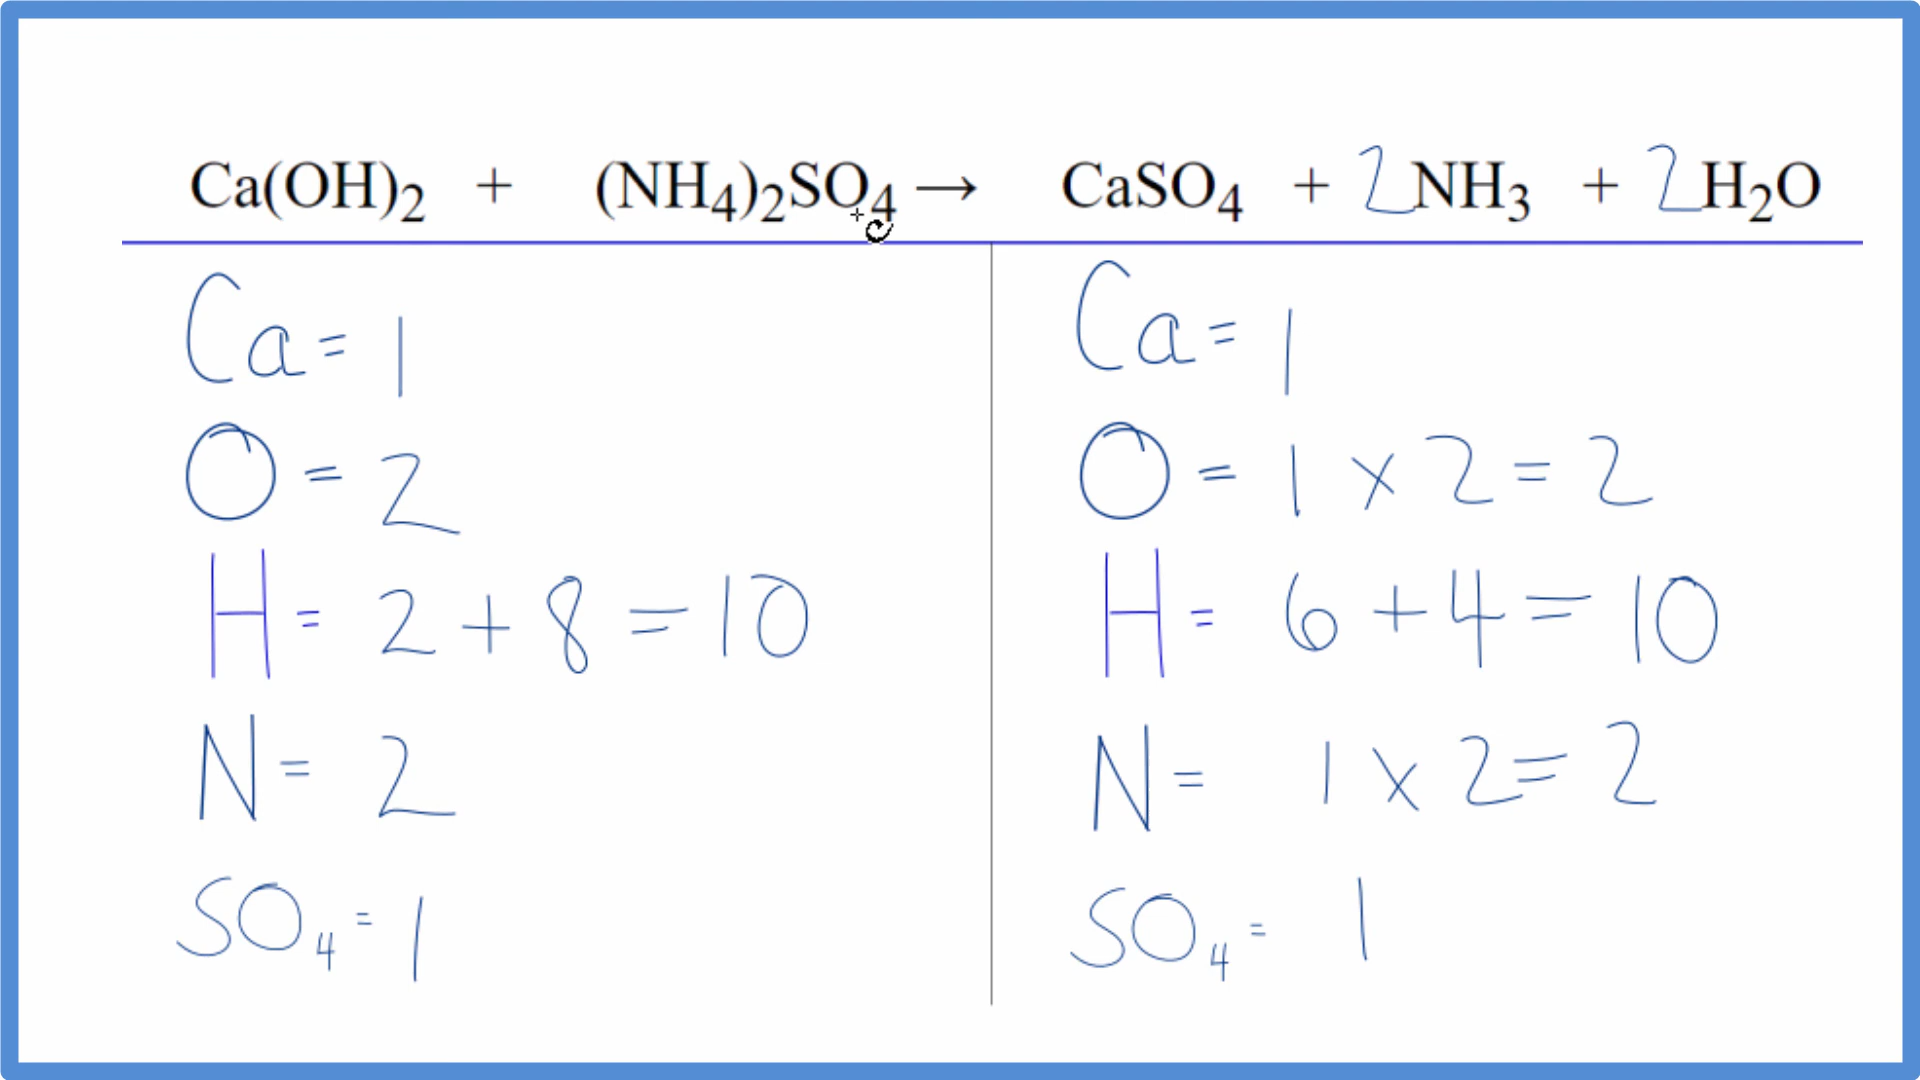 Ca(OH)₂ + (NH₄)₂SO₄ → CaSO₄ + 2NH₃ + 2H₂O
Ca = 1
O = 2
H = 2 + 8 = 10
N = 2
SO₄ = 1
Ca = 1
O = 1 x 2 = 2
H = 6 + 4 = 10
N = 1 x 2 = 2
SO₄ = 1